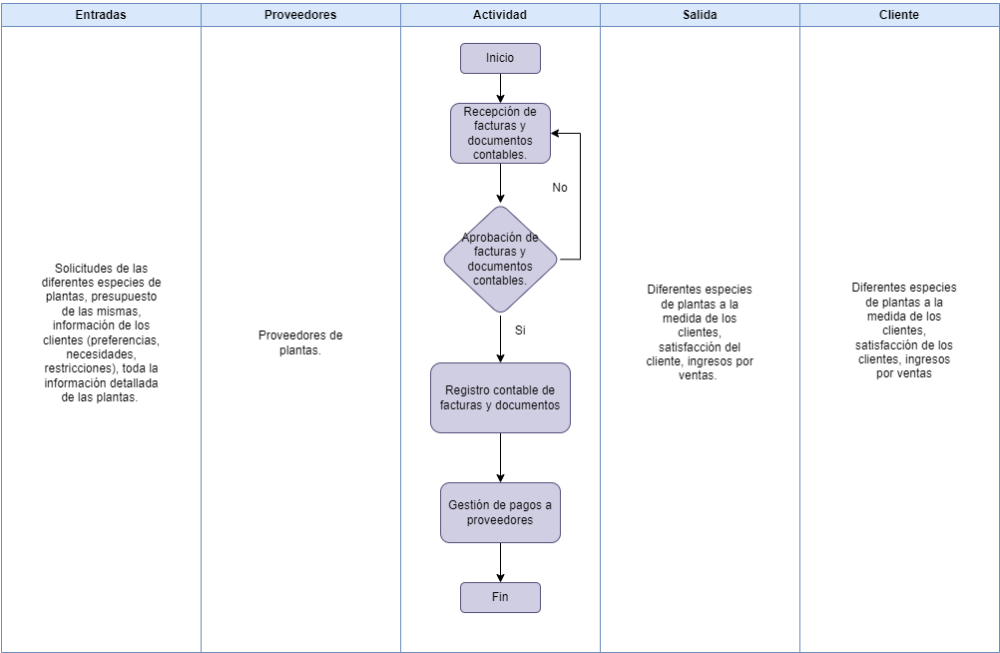 Entradas
Proveedores
Actividad
Salida
Cliente
Solicitudes de las
diferentes especies de
plantas, presupuesto
de las mismas,
información de los
clientes (preferencias,
necesidades,
restricciones), toda la
información detallada
de las plantas.
Proveedores de
plantas.
Inicio
Recepción de
facturas y
documentos
contables.
No
Aprobación de
facturas y
documentos
contables.
Si
Registro contable de
facturas y documentos
Gestión de pagos a
proveedores
Fin
Diferentes especies
de plantas a la
medida de los
clientes,
satisfacción del
cliente, ingresos por
ventas.
Diferentes especies
de plantas a la
medida de los
clientes,
satisfacción de los
clientes, ingresos
por ventas